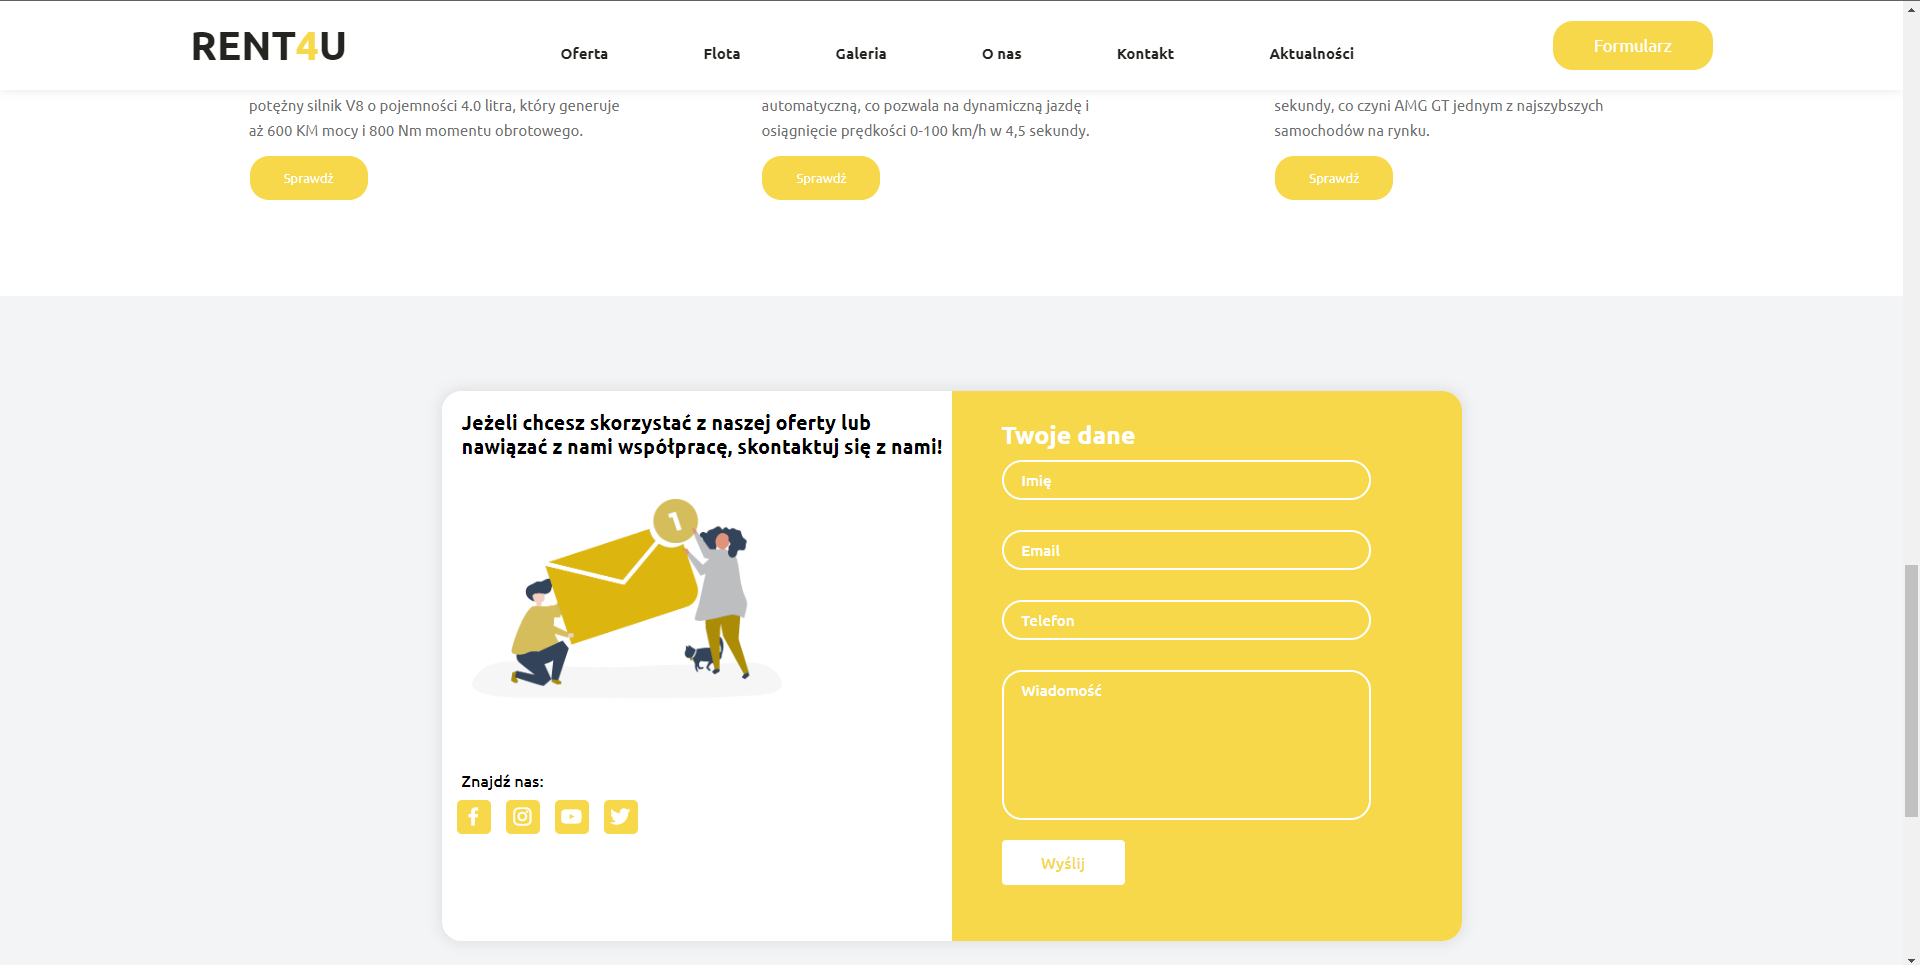 RENT4U
Oferta
Flota
Galeria
O nas
Kontakt
Aktualności
Formularz
potężny silnik V8 o pojemności 4.0 litra, który generuje
aż 600 KM mocy i 800 Nm momentu obrotowego.
Sprawdź
automatyczną, co pozwala na dynamiczną jazdę i
osiągnięcie prędkości 0-100 km/h w 4,5 sekundy.
Sprawdź
sekundy, co czyni AMG GT jednym z najszybszych
samochodów na rynku.
Sprawdź
Jeżeli chcesz skorzystać z naszej oferty lub
nawiązać z nami współpracę, skontaktuj się z nami!
1
Znajdź nas:
Twoje dane
Imię
Email
Telefon
Wiadomość
Wyślij